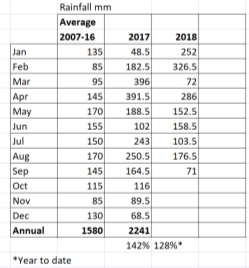 Rainfall mm
Average
2007-16 2017 2018
Jan 135 48.5 252
Feb 85 182.5 326.5
Mar 95 396 72
Apr 145 391.5 286
May 170 188.5 152.5
Jun 155 102 158.5
Jul 150 243 103.5
Aug 170 250.5 176.5
Sep 145 164.5 71
Oct 115 116
Nov 85 89.5
Dec 130 68.5
Annual 1580 2241
142% 128%*
*Year to date